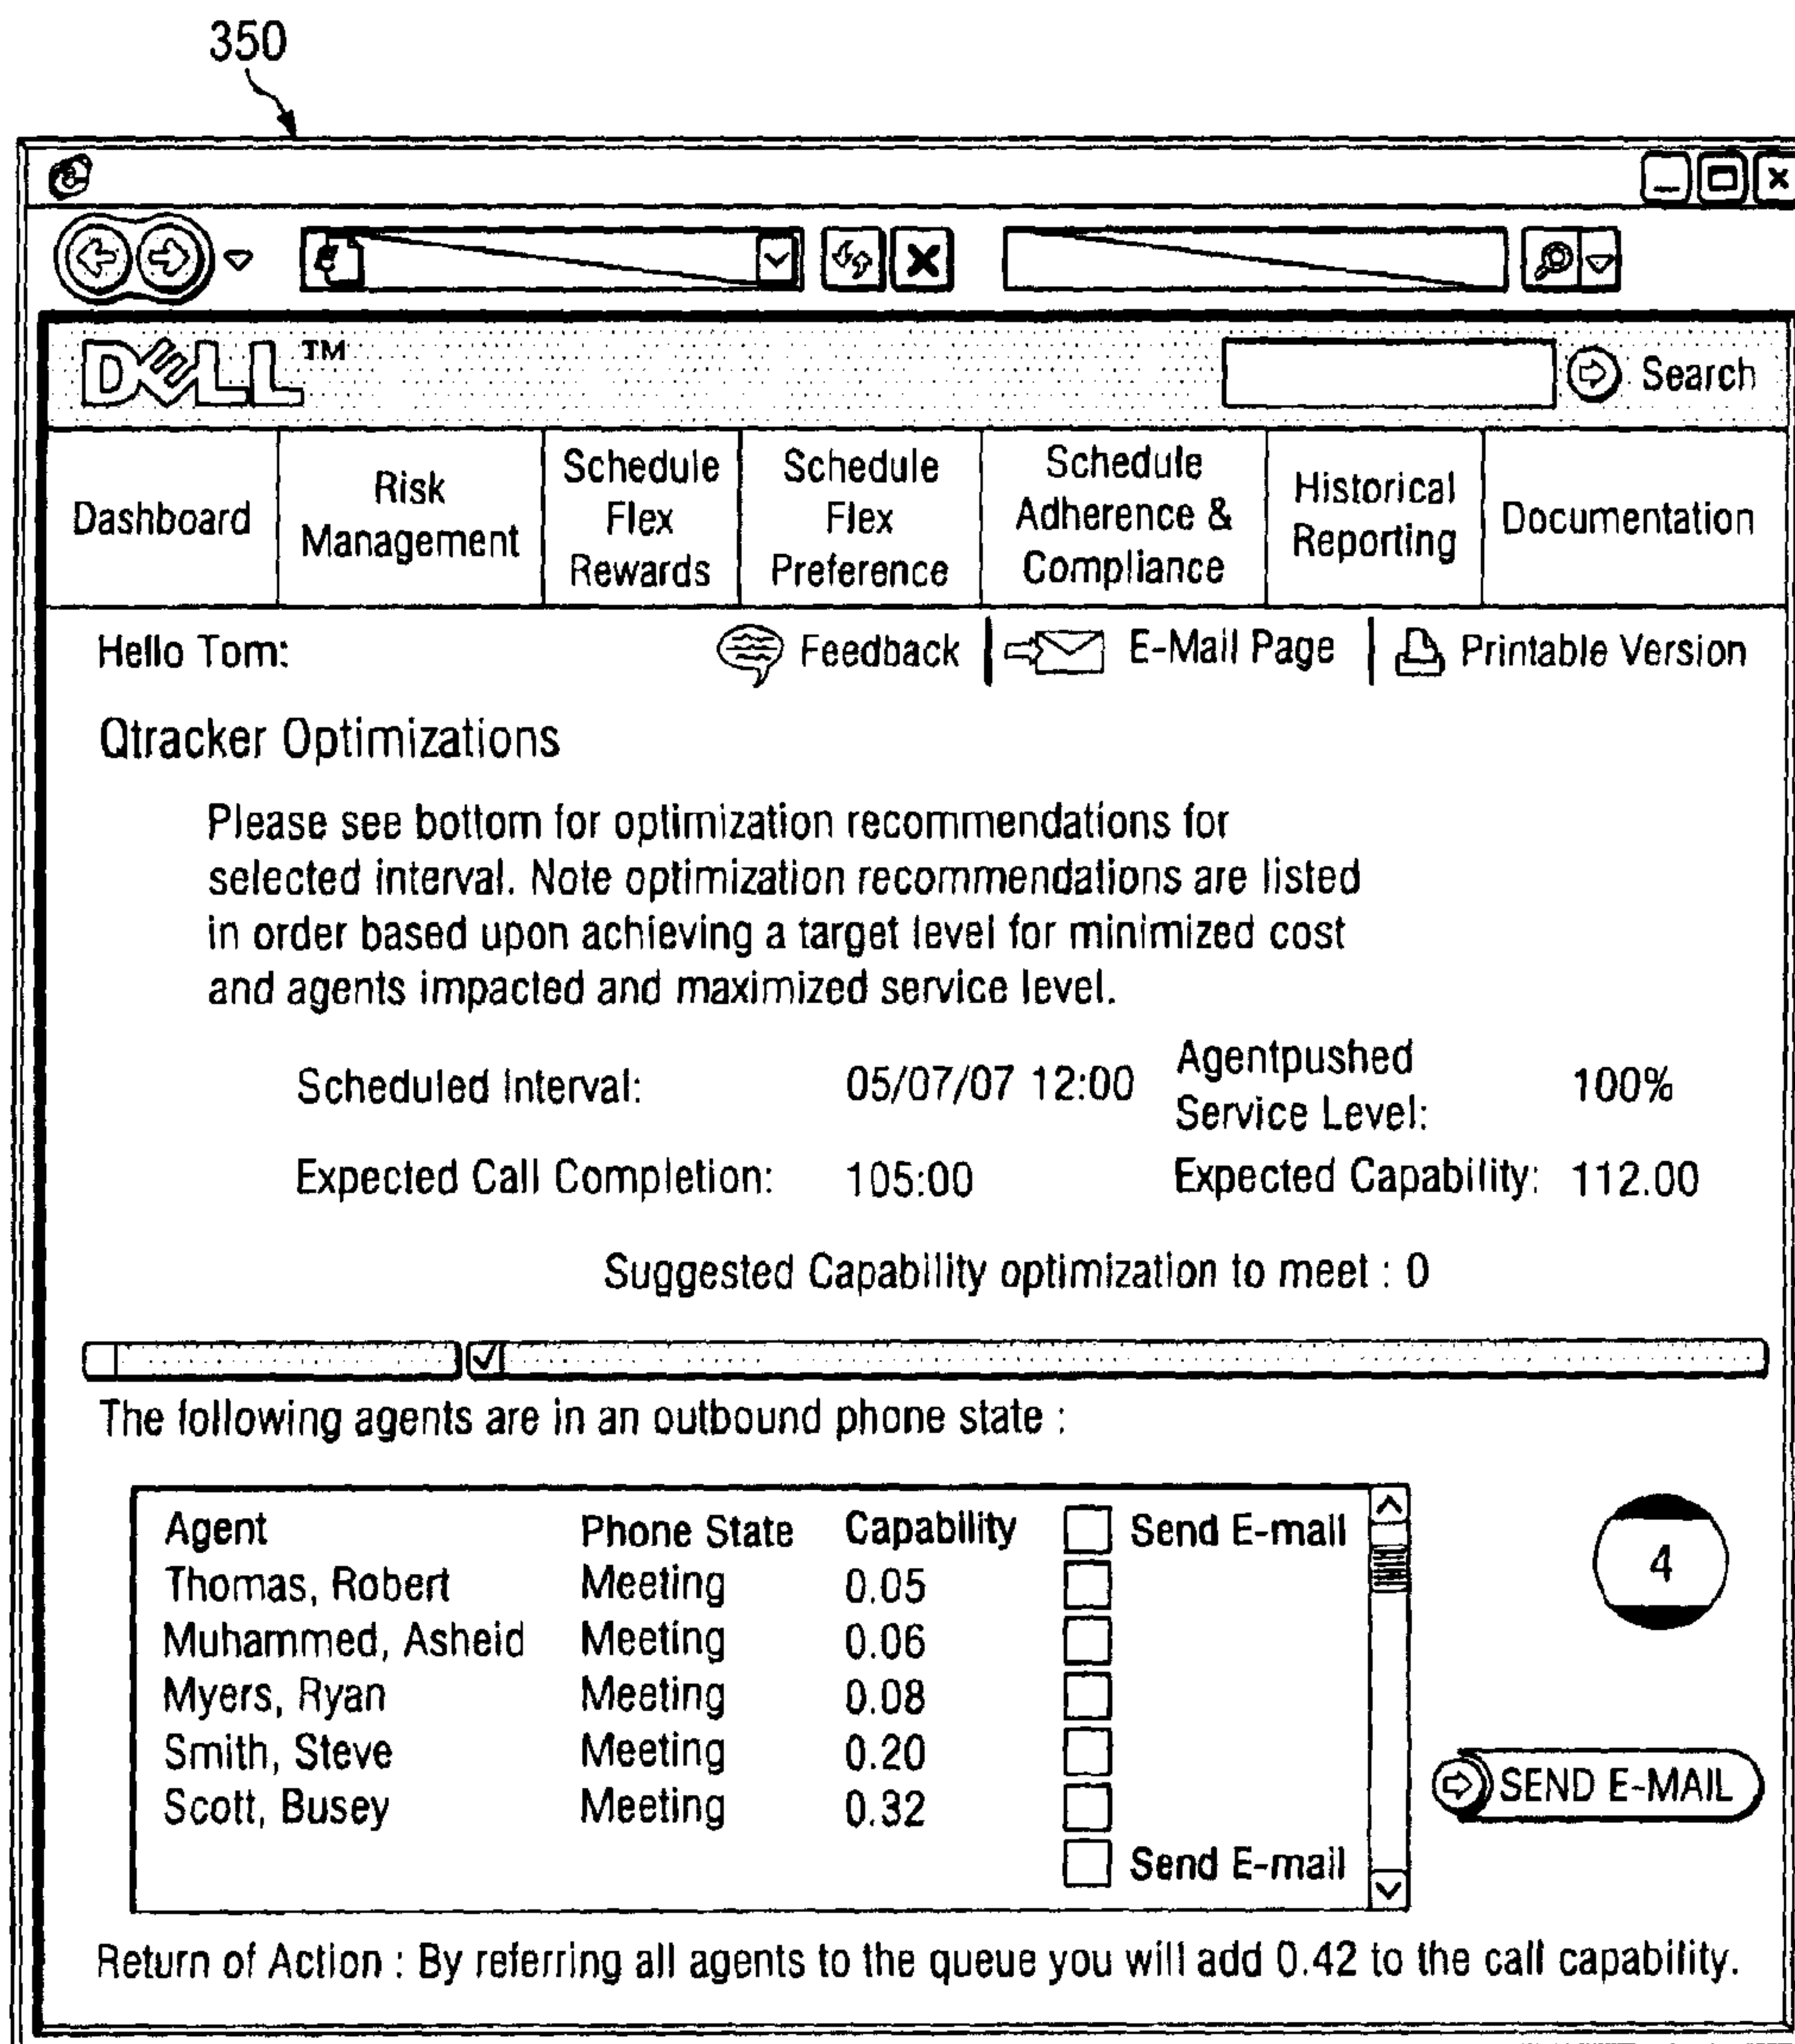 350
DELL™
Search
Dashboard
Risk
Management
Schedule
Flex
Rewards
Schedule
Flex
Preference
Schedule
Adherence &
Compliance
Historical
Reporting
Documentation
Hello Tom:
Feedback
E-Mail Page
Printable Version
Qtracker Optimizations
Please see bottom for optimization recommendations for
selected interval. Note optimization recommendations are listed
in order based upon achieving a target level for minimized cost
and agents impacted and maximized service level.
Scheduled Interval: 05/07/07 12:00
Agentpushed
Service Level: 100%
Expected Call Completion: 105:00 Expected Capability: 112.00
Suggested Capability optimization to meet : 0
The following agents are in an outbound phone state :
Agent Phone State Capability Send E-mail
Thomas, Robert Meeting 0.05
Muhammed, Asheid Meeting 0.06
Myers, Ryan Meeting 0.08
Smith, Steve Meeting 0.20
Scott, Busey Meeting 0.32
Send E-mail
4
SEND E-MAIL
Return of Action : By referring all agents to the queue you will add 0.42 to the call capability.